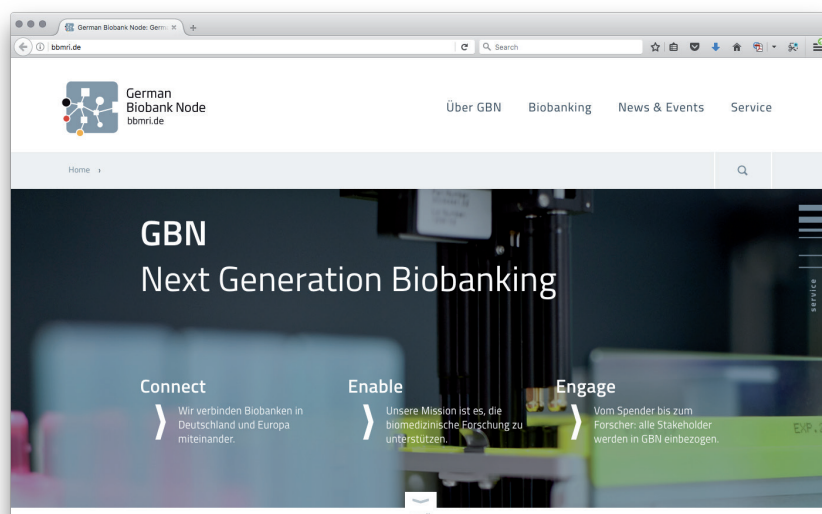 German Biobank Node: Germ
bbmri.de
Search
German
Biobank Node
bbmri.de
Über GBN Biobanking News & Events Service
Home
GBN
Next Generation Biobanking
service
Connect
Wir verbinden Biobanken in
Deutschland und Europa
miteinander.
Enable
Unsere Mission ist es, die
biomedizinische Forschung zu
unterstützen.
Engage
Vom Spender bis zum
Forscher: alle Stakeholder
werden in GBN einbezogen.
EXP.2